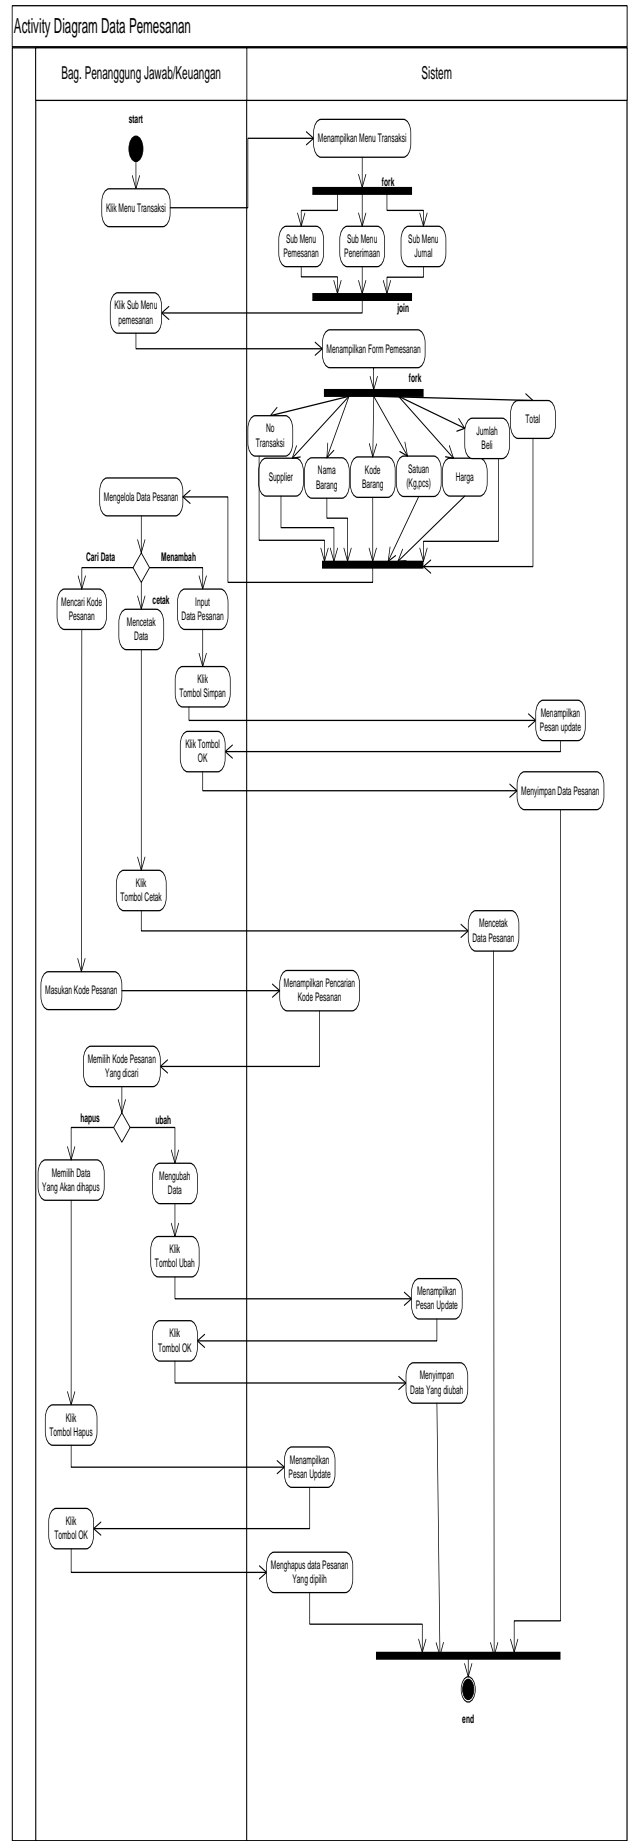 Activity Diagram Data Pemesanan
Bag. Penanggung Jawab/Keuangan
Sistem
start
Menampilkan Menu Transaksi
fork
Klik Menu Transaksi
Sub Menu
Pemesanan
Sub Menu
Penerimaan
Sub Menu
Jurnal
Klik Sub Menu
pemesanan
join
Menampilkan Form Pemesanan
fork
No
Transaksi
Jumlah
Beli
Total
Supplier
Nama
Barang
Kode
Barang
Satuan
(Kg,pcs)
Harga
Mengelola Data Pesanan
Cari Data
Menambah
cetak
Mencari Kode
Pesanan
Mencetak
Data
Input
Data Pesanan
Klik
Tombol Simpan
Menampilkan
Pesan update
Klik Tombol
OK
Menyimpan Data Pesanan
Klik
Tombol Cetak
Mencetak
Data Pesanan
Masukan Kode Pesanan
Menampilkan Pencarian
Kode Pesanan
Memilih Kode Pesanan
Yang dicari
hapus
ubah
Memilih Data
Yang Akan dihapus
Mengubah
Data
Klik
Tombol Ubah
Menampilkan
Pesan Update
Klik
Tombol OK
Menyimpan
Data Yang diubah
Klik
Tombol Hapus
Menampilkan
Pesan Update
Klik
Tombol OK
Menghapus data Pesanan
Yang dipilih
end